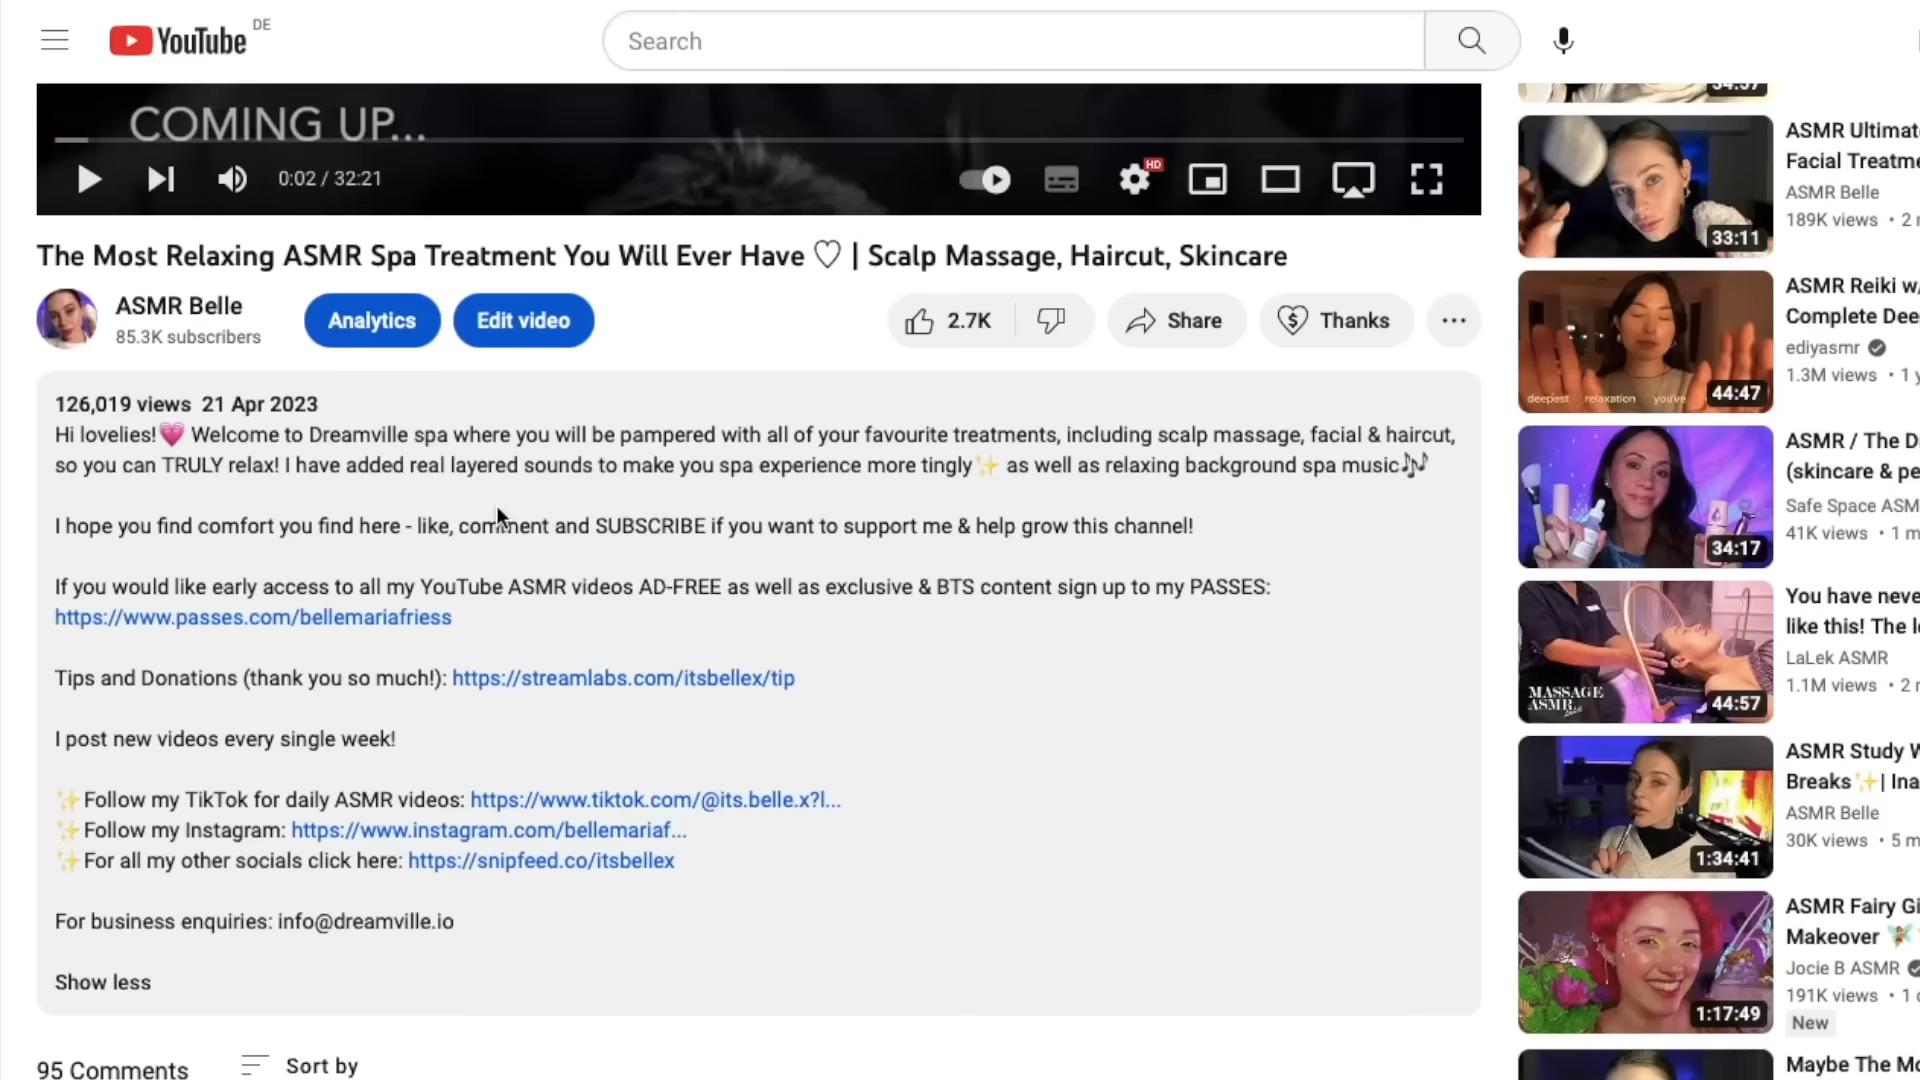 YouTube DE
Search
COMING UP...
0:02 / 32:21
HD
The Most Relaxing ASMR Spa Treatment You Will Ever Have ♡ | Scalp Massage, Haircut, Skincare
ASMR Belle
85.3K subscribers
Analytics
Edit video
2.7K
Share
Thanks
126,019 views 21 Apr 2023
Hi lovelies!💗 Welcome to Dreamville spa where you will be pampered with all of your favourite treatments, including scalp massage, facial & haircut,
so you can TRULY relax! I have added real layered sounds to make you spa experience more tingly✨ as well as relaxing background spa music🎶
I hope you find comfort you find here - like, comment and SUBSCRIBE if you want to support me & help grow this channel!
If you would like early access to all my YouTube ASMR videos AD-FREE as well as exclusive & BTS content sign up to my PASSES:
https://www.passes.com/bellemariafriess
Tips and Donations (thank you so much!): https://streamlabs.com/itsbellex/tip
I post new videos every single week!
✨Follow my TikTok for daily ASMR videos: https://www.tiktok.com/@its.belle.x?l...
✨Follow my Instagram: https://www.instagram.com/bellemariaf...
✨For all my other socials click here: https://snipfeed.co/itsbellex
For business enquiries: info@dreamville.io
Show less
95 Comments
Sort by
33:11
ASMR Ultimat
Facial Treatme
ASMR Belle
189K views • 2
deepest relaxation you've
44:47
ASMR Reiki w/
Complete Dee
ediyasmr
1.3M views • 1 y
34:17
ASMR / The D
(skincare & pe
Safe Space ASM
41K views • 1 m
MASSAGE
ASMR
44:57
You have neve
like this! The l
LaLek ASMR
1.1M views • 2
1:34:41
ASMR Study W
Breaks✨| Ina
ASMR Belle
30K views • 5 m
1:17:49
ASMR Fairy Gi
Makeover 🧚
Jocie B ASMR
191K views • 1
New
Maybe The Mo